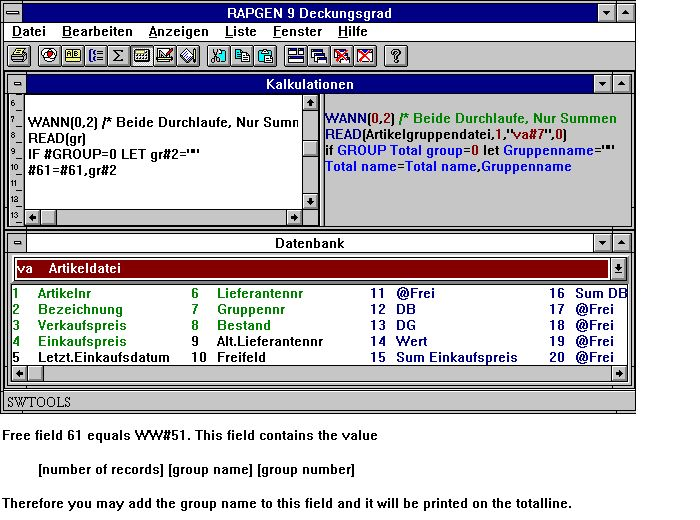 RAPGEN 9 Deckungsgrad
Datei Bearbeiten Anzeigen Liste Fenster Hilfe
Kalkulationen
6
7 WANN(0,2) /* Beide Durchlaufe, Nur Summ
8 READ(gr)
9 IF #GROUP=0 LET gr#2=""
10 #61=#61,gr#2
11
12
13
WANN(0,2) /* Beide Durchlaufe, Nur Summen
READ(Artikelgruppendatei,1,"va#7",0)
if GROUP Total group=0 let Gruppenname=""
Total name=Total name,Gruppenname
Datenbank
va Artikeldatei
1 Artikelnr 6 Lieferantennr 11 @Frei 16 Sum DB
2 Bezeichnung 7 Gruppennr 12 DB 17 @Frei
3 Verkaufspreis 8 Bestand 13 DG 18 @Frei
4 Einkaufspreis 9 Alt.Lieferantennr 14 Wert 19 @Frei
5 Letzt.Einkaufsdatum 10 Freifeld 15 Sum Einkaufspreis 20 @Frei
SWTOOLS
Free field 61 equals WW#51. This field contains the value
[number of records] [group name] [group number]
Therefore you may add the group name to this field and it will be printed on the totalline.